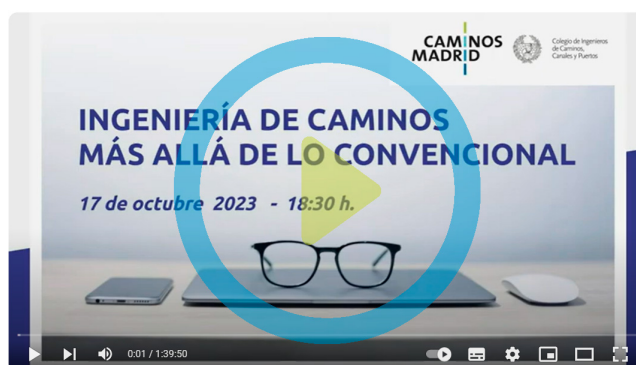 CAMINOS
MADRID
Colegio de Ingenieros
de Caminos,
Canales y Puertos
INGENIERÍA DE CAMINOS
MÁS ALLÁ DE LO CONVENCIONAL
17 de octubre 2023 - 18:30 h.
0:01 / 1:39:50